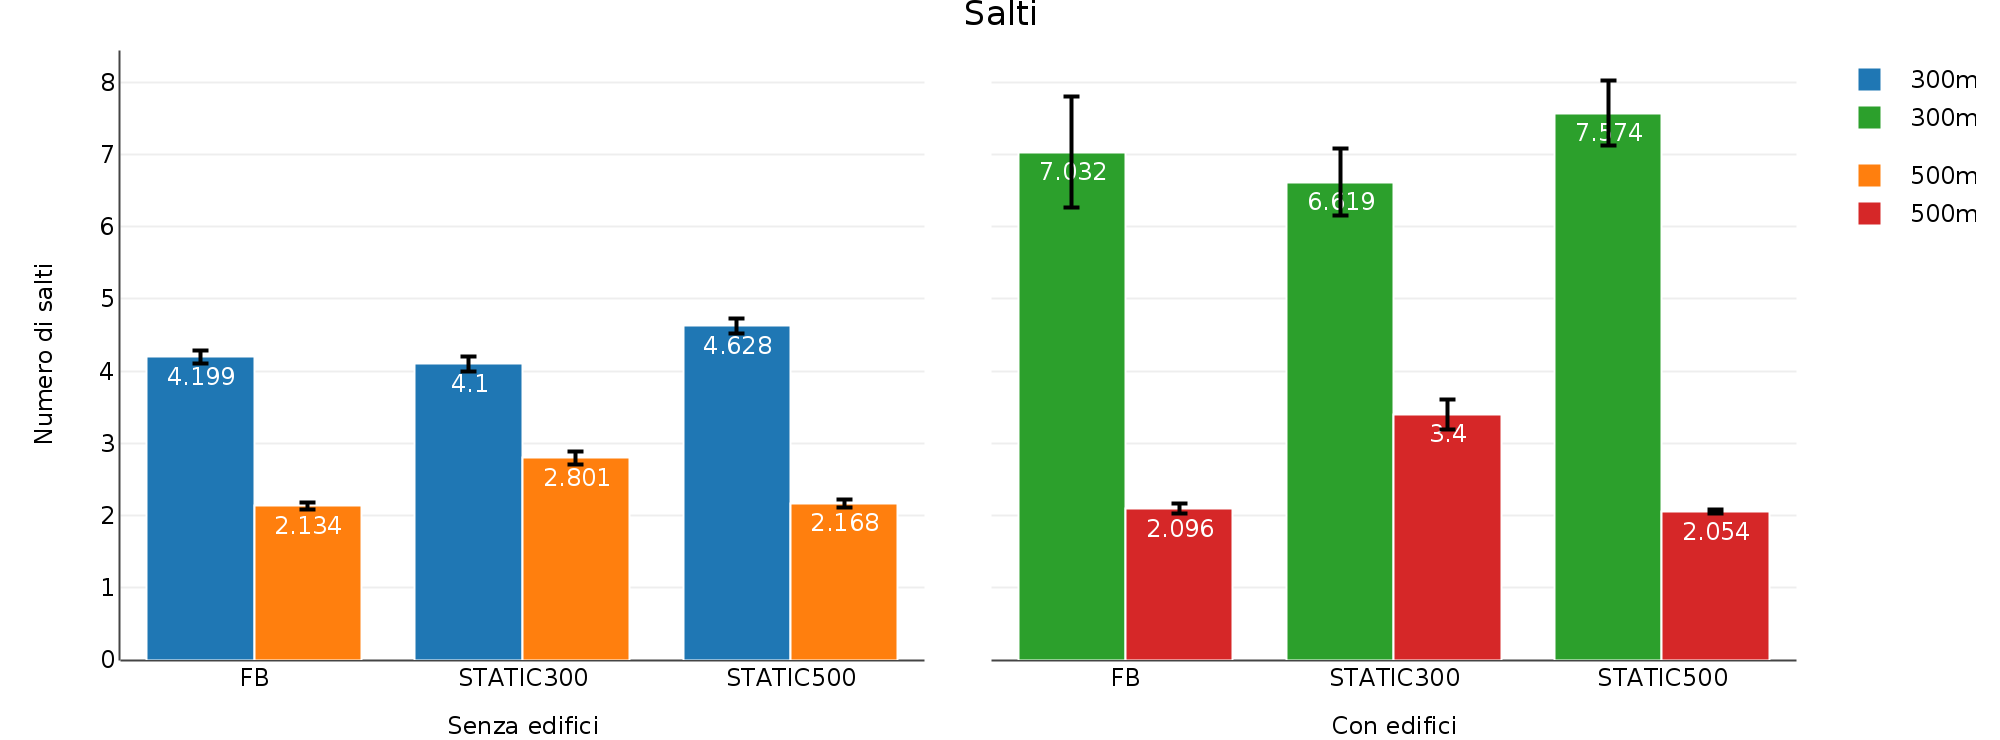 Salti
Numero di salti
8
7
6
5
4
3
2
1
0
4.199
2.134
4.1
2.801
4.628
2.168
FB
STATIC300
STATIC500
Senza edifici
7.032
2.096
6.619
3.4
7.574
2.054
FB
STATIC300
STATIC500
Con edifici
300m
300m
500m
500m